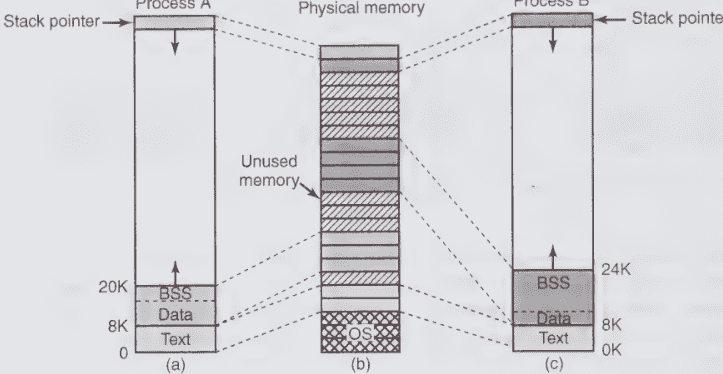 Process A
Physical memory
Process B
Stack pointer
Stack pointe
Unused
memory
20K
BSS
Data
8K
Text
0
OS
24K
BSS
Data
8K
Text
0K
(a)
(b)
(c)